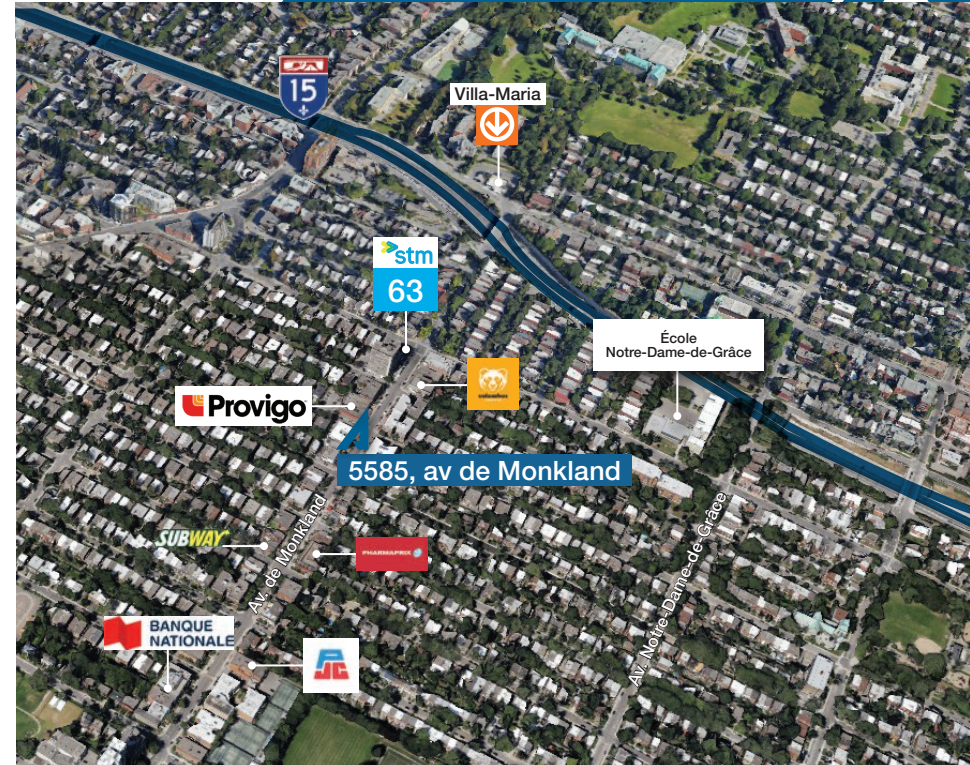 15
Villa-Maria
stm
63
École
Notre-Dame-de-Grâce
Provigo
5585, av de Monkland
SUBWAY
PHARMAPRIX
Av. de Monkland
Av. Notre-Dame-de-Grâce
BANQUE
NATIONALE
PJC